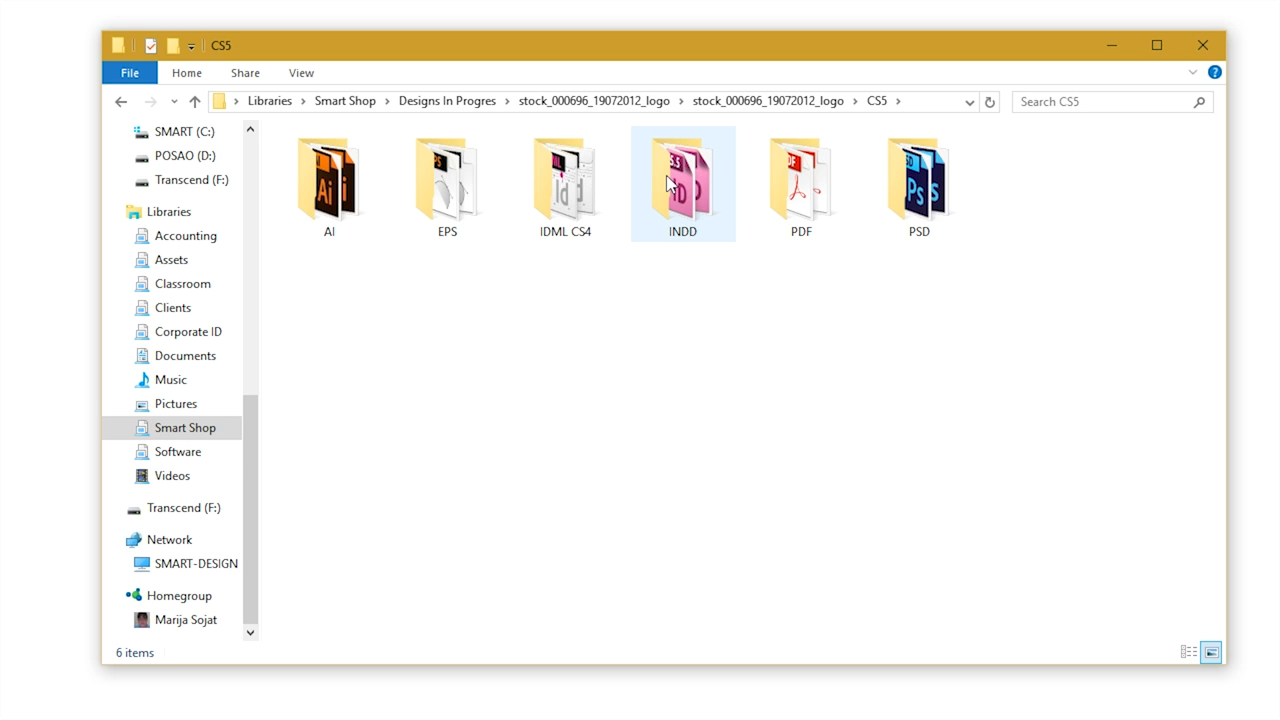 CS5
File Home Share View
Libraries Smart Shop Designs In Progres stock_000696_19072012_logo stock_000696_19072012_logo CS5
Search CS5
SMART (C:)
POSAO (D:)
Transcend (F:)
Libraries
Accounting
Assets
Classroom
Clients
Corporate ID
Documents
Music
Pictures
Smart Shop
Software
Videos
Transcend (F:)
Network
SMART-DESIGN
Homegroup
Marija Sojat
AI EPS IDML CS4 INDD PDF PSD
6 items